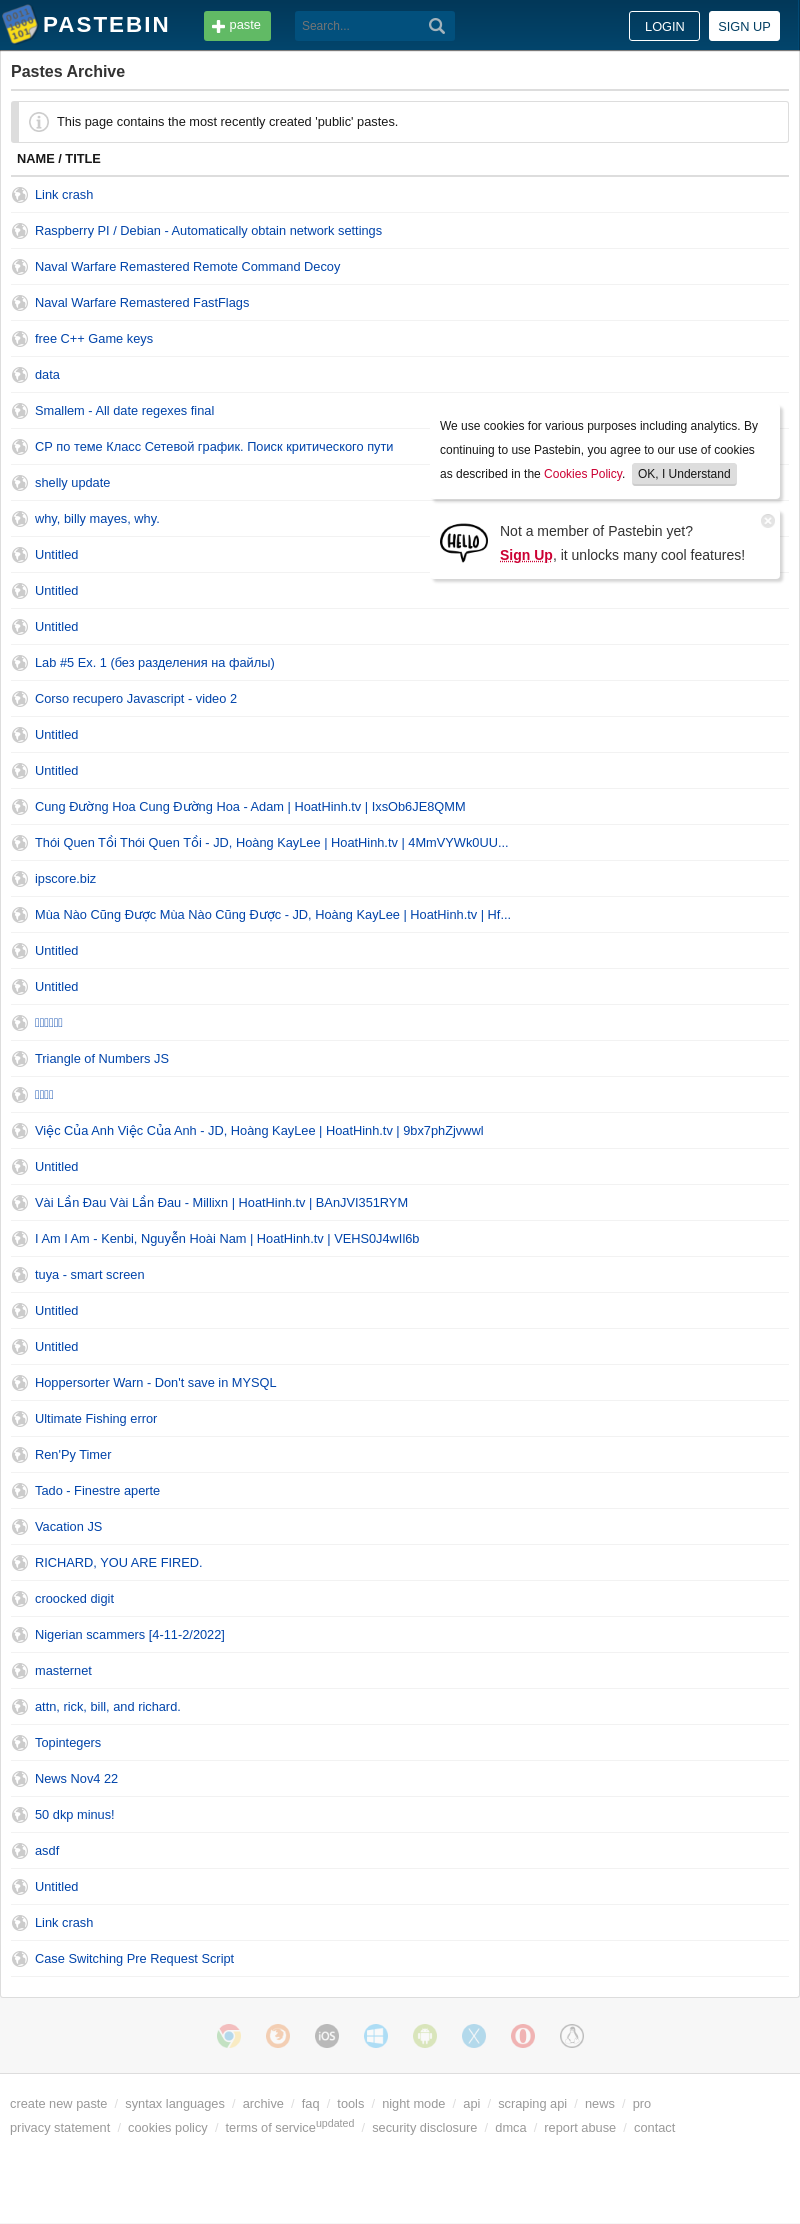 PASTEBIN
paste
Search...
LOGIN
SIGN UP
Pastes Archive
This page contains the most recently created 'public' pastes.
NAME / TITLE
Link crash
Raspberry PI / Debian - Automatically obtain network settings
Naval Warfare Remastered Remote Command Decoy
Naval Warfare Remastered FastFlags
free C++ Game keys
data
Smallem - All date regexes final
СР по теме Класс Сетевой график. Поиск критического пути
shelly update
why, billy mayes, why.
We use cookies for various purposes including analytics. By
continuing to use Pastebin, you agree to our use of cookies
as described in the Cookies Policy. OK, I Understand
HELLO
Not a member of Pastebin yet?
Sign Up, it unlocks many cool features!
Untitled
Untitled
Untitled
Lab #5 Ex. 1 (без разделения на файлы)
Corso recupero Javascript - video 2
Untitled
Untitled
Cung Đường Hoa Cung Đường Hoa - Adam | HoatHinh.tv | IxsOb6JE8QMM
Thói Quen Tồi Thói Quen Tồi - JD, Hoàng KayLee | HoatHinh.tv | 4MmVYWk0UU...
ipscore.biz
Mùa Nào Cũng Được Mùa Nào Cũng Được - JD, Hoàng KayLee | HoatHinh.tv | Hf...
Untitled
Untitled
Triangle of Numbers JS
Việc Của Anh Việc Của Anh - JD, Hoàng KayLee | HoatHinh.tv | 9bx7phZjvwwl
Untitled
Vài Lần Đau Vài Lần Đau - Millixn | HoatHinh.tv | BAnJVI351RYM
I Am I Am - Kenbi, Nguyễn Hoài Nam | HoatHinh.tv | VEHS0J4wIl6b
tuya - smart screen
Untitled
Untitled
Hoppersorter Warn - Don't save in MYSQL
Ultimate Fishing error
Ren'Py Timer
Tado - Finestre aperte
Vacation JS
RICHARD, YOU ARE FIRED.
croocked digit
Nigerian scammers [4-11-2/2022]
masternet
attn, rick, bill, and richard.
Topintegers
News Nov4 22
50 dkp minus!
asdf
Untitled
Link crash
Case Switching Pre Request Script
iOS
create new paste / syntax languages / archive / faq / tools / night mode / api / scraping api / news / pro
privacy statement / cookies policy / terms of service updated / security disclosure / dmca / report abuse / contact